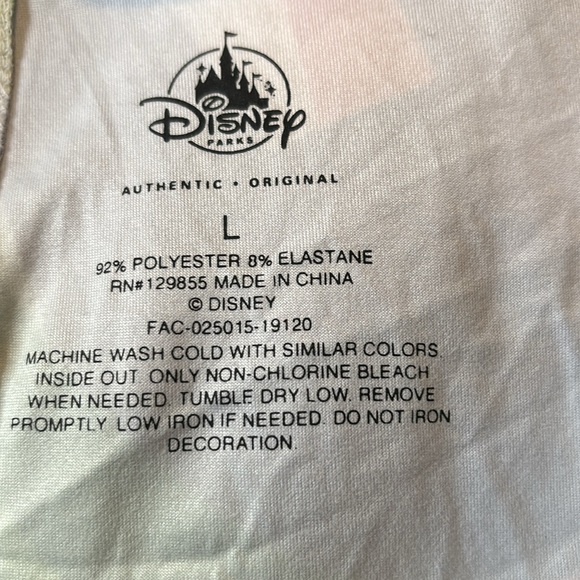 Disney
PARKS
AUTHENTIC • ORIGINAL
L
92% POLYESTER 8% ELASTANE
RN# 129855 MADE IN CHINA
© DISNEY
FAC-025015-19120
MACHINE WASH COLD WITH SIMILAR COLORS
INSIDE OUT. ONLY NON-CHLORINE BLEACH
WHEN NEEDED. TUMBLE DRY LOW. REMOVE
PROMPTLY. LOW IRON IF NEEDED. DO NOT IRON
DECORATION.